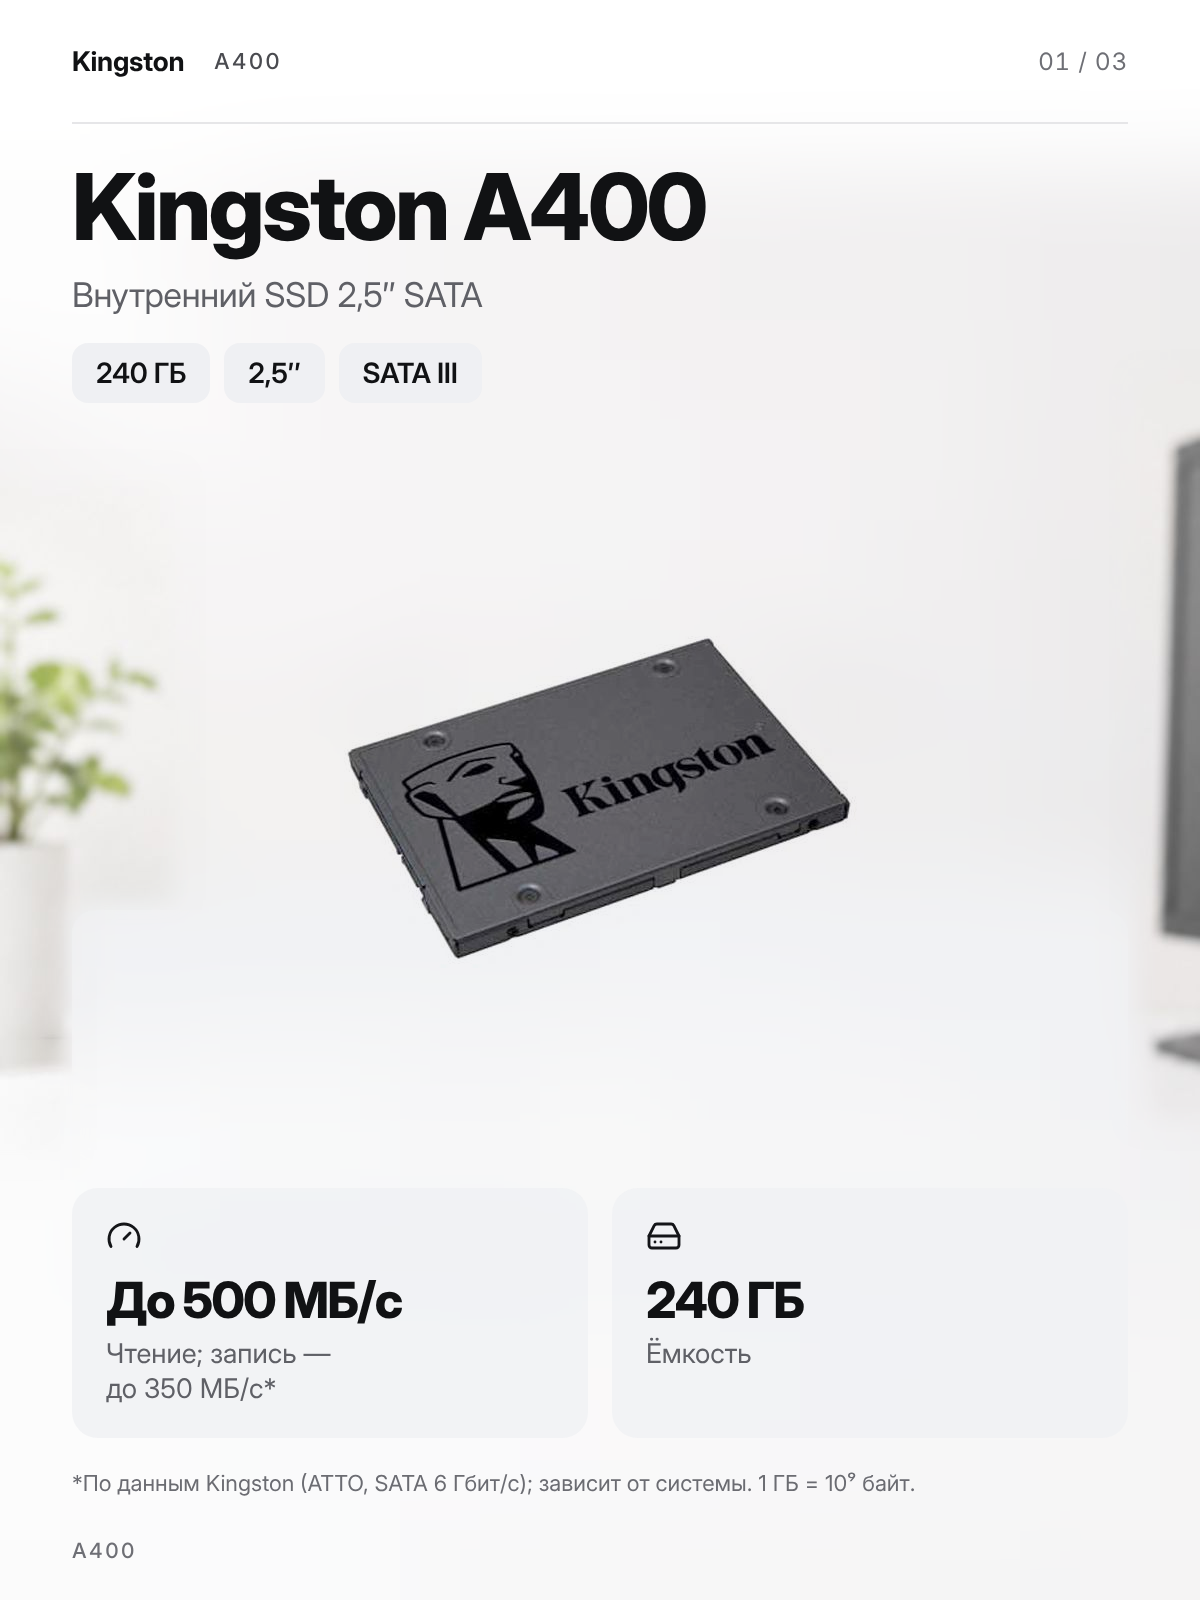 Kingston A400 01 / 03
Kingston A400
Внутренний SSD 2,5″ SATA
240 ГБ 2,5″ SATA III
Kingston
До 500 МБ/с
Чтение; запись —
до 350 МБ/с*
240 ГБ
Ёмкость
*По данным Kingston (ATTO, SATA 6 Гбит/с); зависит от системы. 1 ГБ = 10⁹ байт.
A400